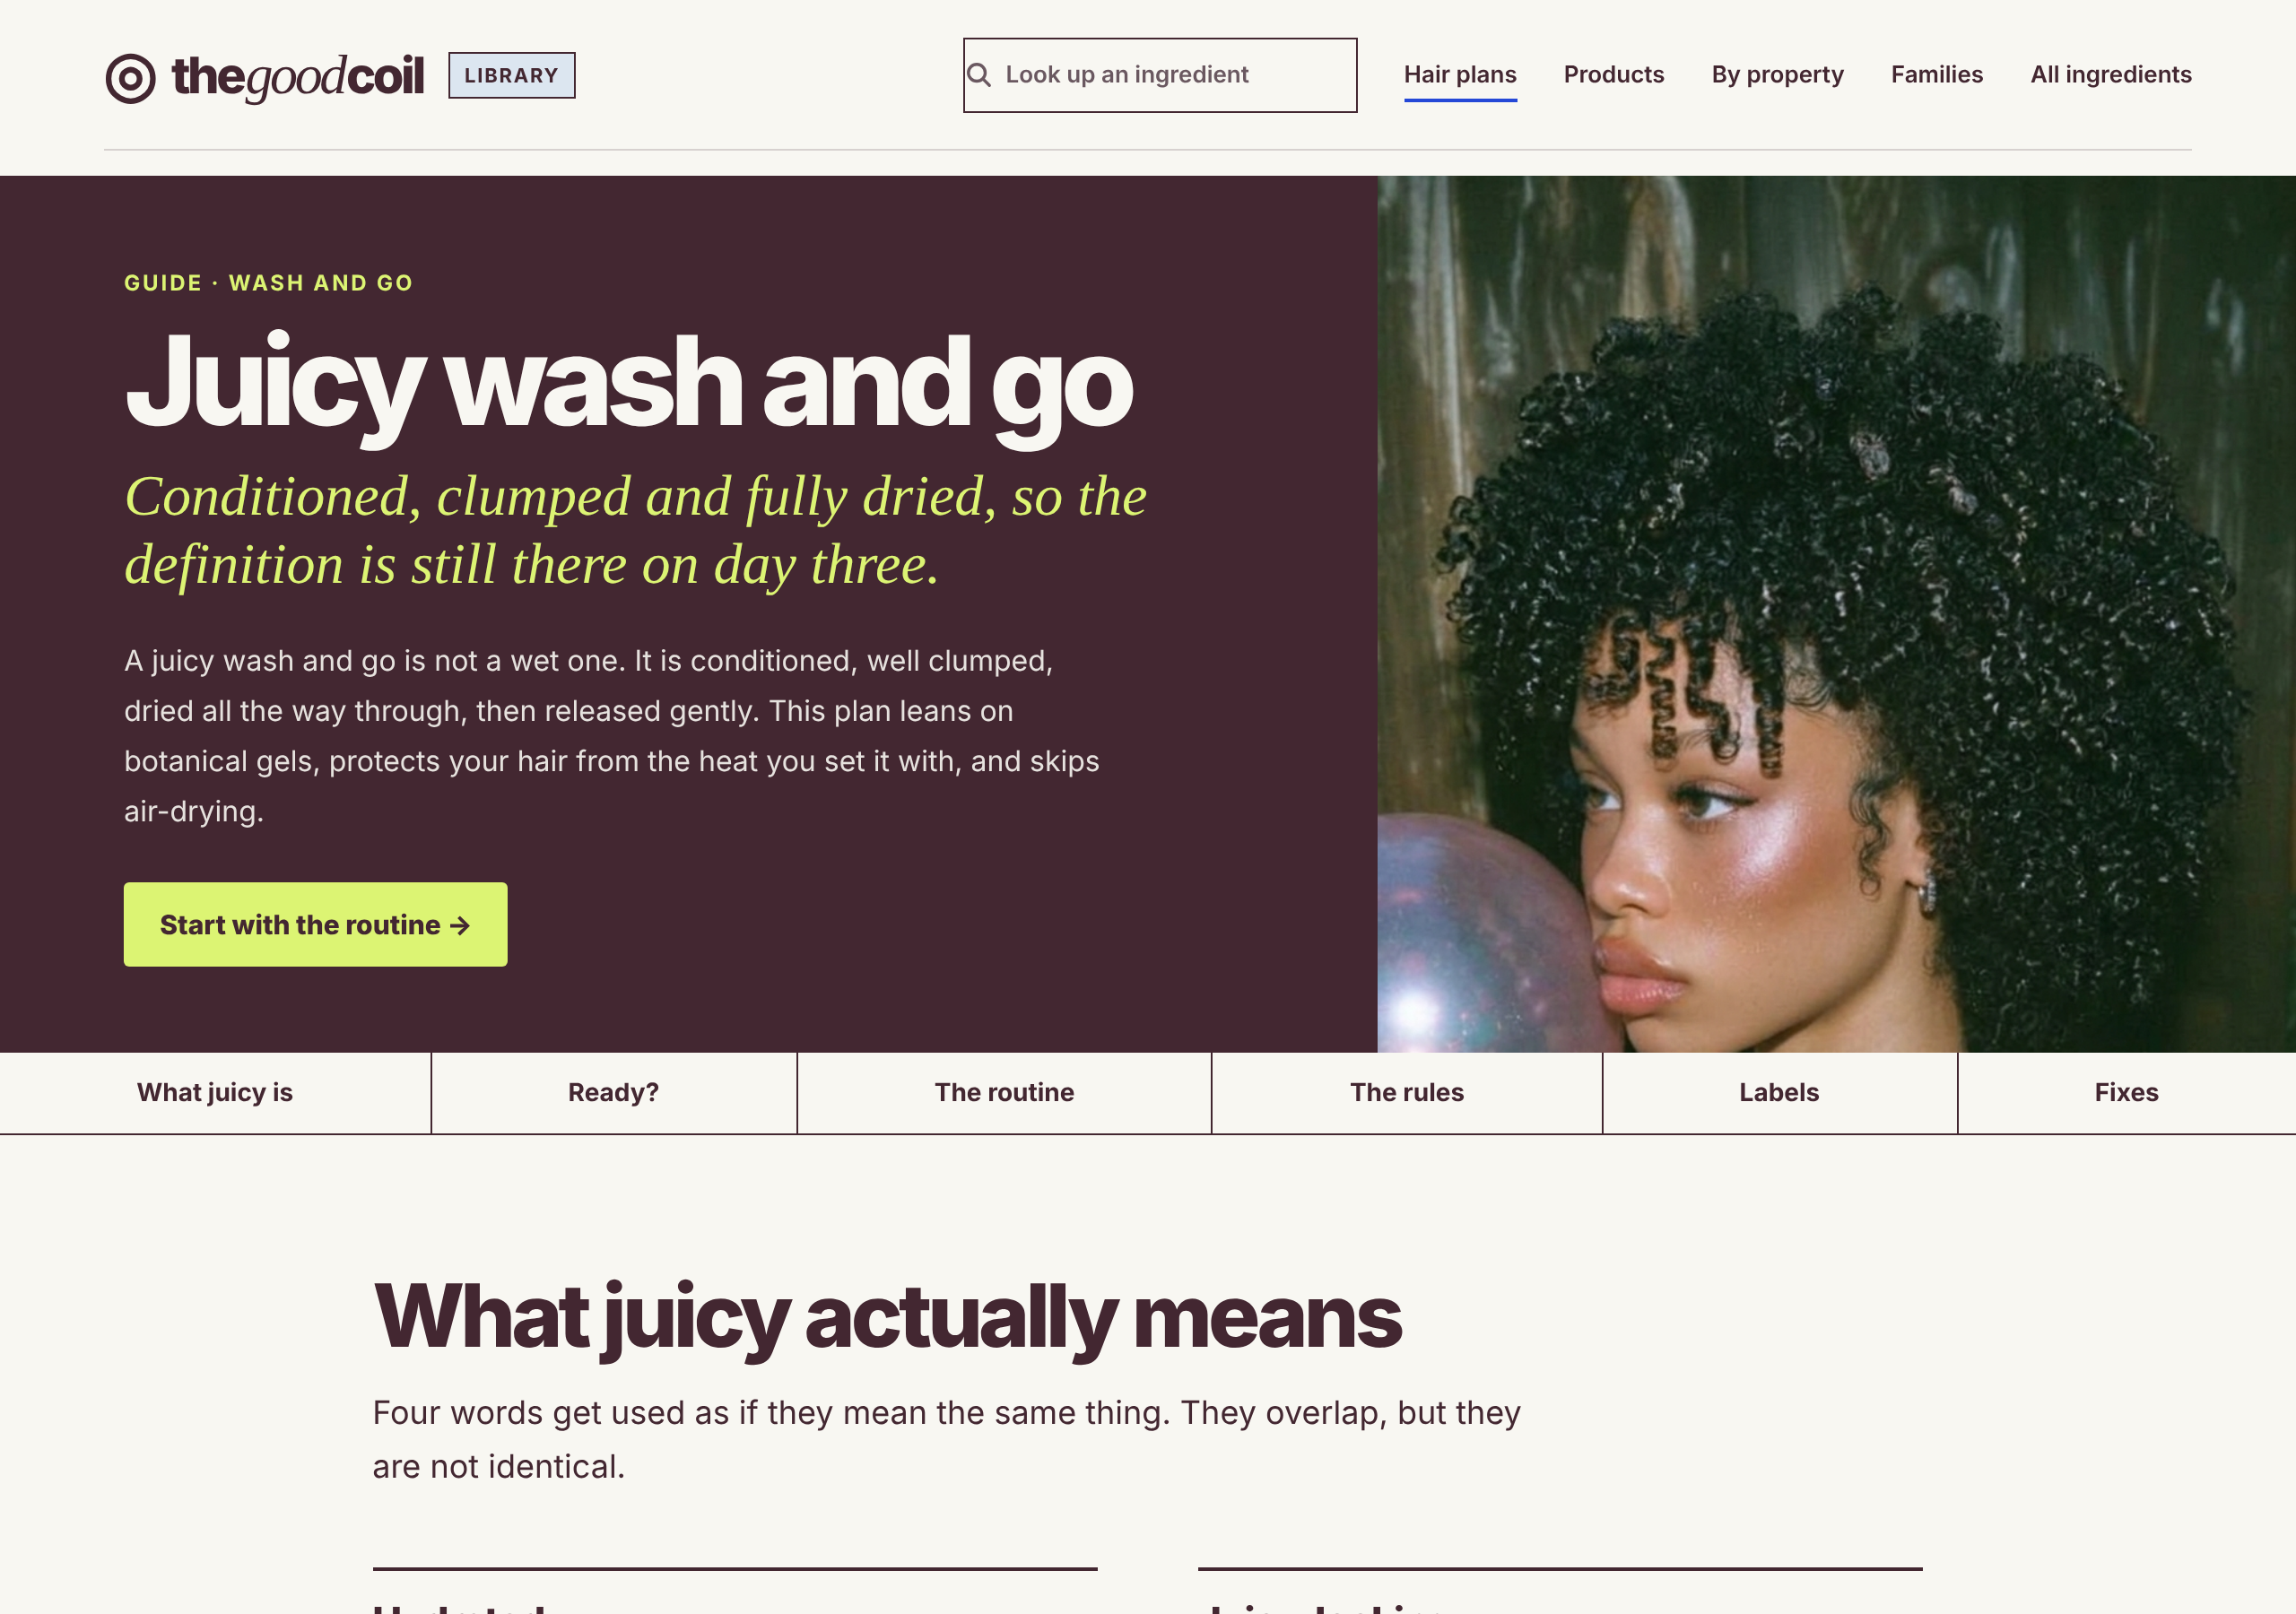 thegoodcoil
LIBRARY
Look up an ingredient
Hair plans
Products
By property
Families
All ingredients
GUIDE · WASH AND GO
Juicy wash and go
Conditioned, clumped and fully dried, so the
definition is still there on day three.
A juicy wash and go is not a wet one. It is conditioned, well clumped,
dried all the way through, then released gently. This plan leans on
botanical gels, protects your hair from the heat you set it with, and skips
air-drying.
Start with the routine →
What juicy is
Ready?
The routine
The rules
Labels
Fixes
What juicy actually means
Four words get used as if they mean the same thing. They overlap, but they
are not identical.